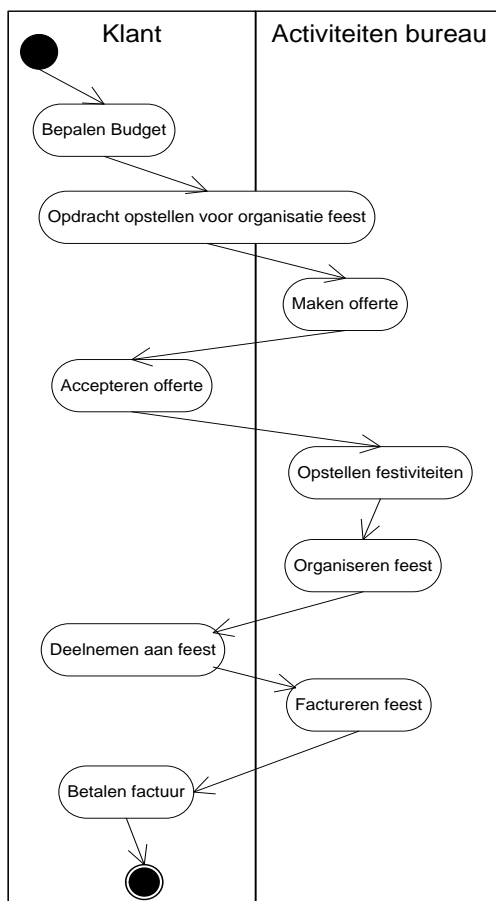 Klant
Activiteiten bureau
Bepalen Budget
Opdracht opstellen voor organisatie feest
Maken offerte
Accepteren offerte
Opstellen festiviteiten
Organiseren feest
Deelnemen aan feest
Factureren feest
Betalen factuur